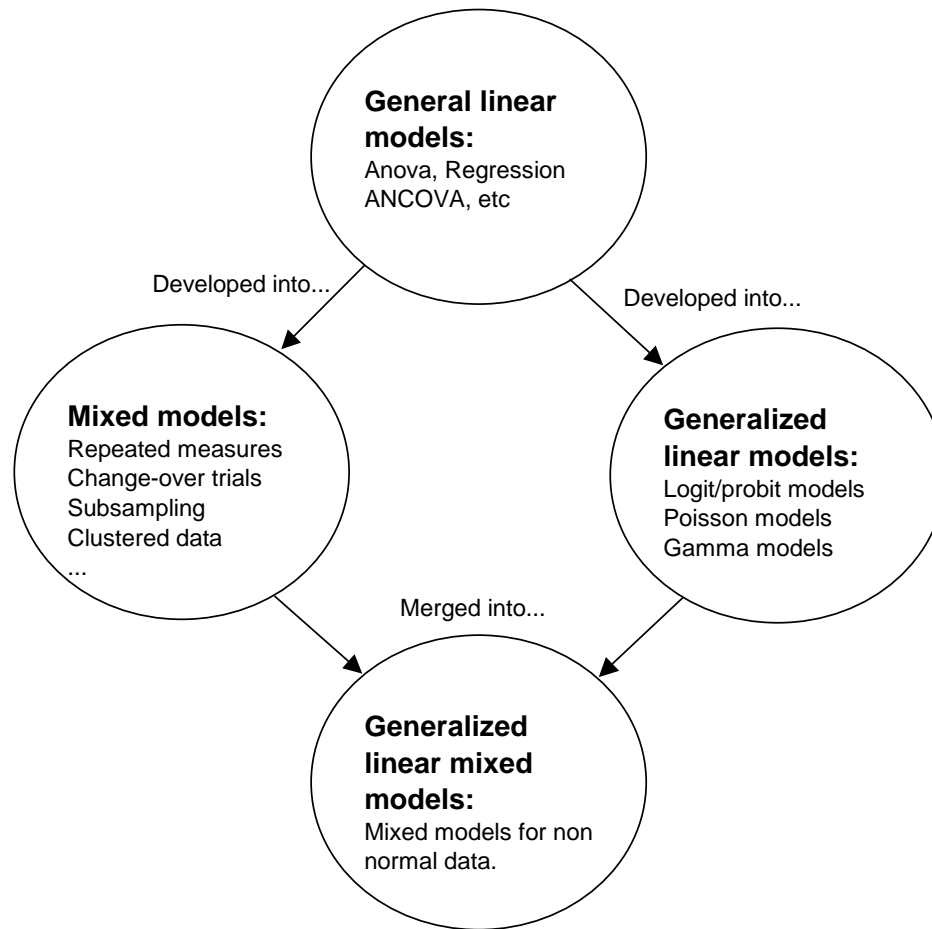 General linear
models:
Anova, Regression
ANCOVA, etc
Developed into...
Developed into...
Mixed models:
Repeated measures
Change-over trials
Subsampling
Clustered data
...
Generalized
linear models:
Logit/probit models
Poisson models
Gamma models
Merged into...
Generalized
linear mixed
models:
Mixed models for non
normal data.